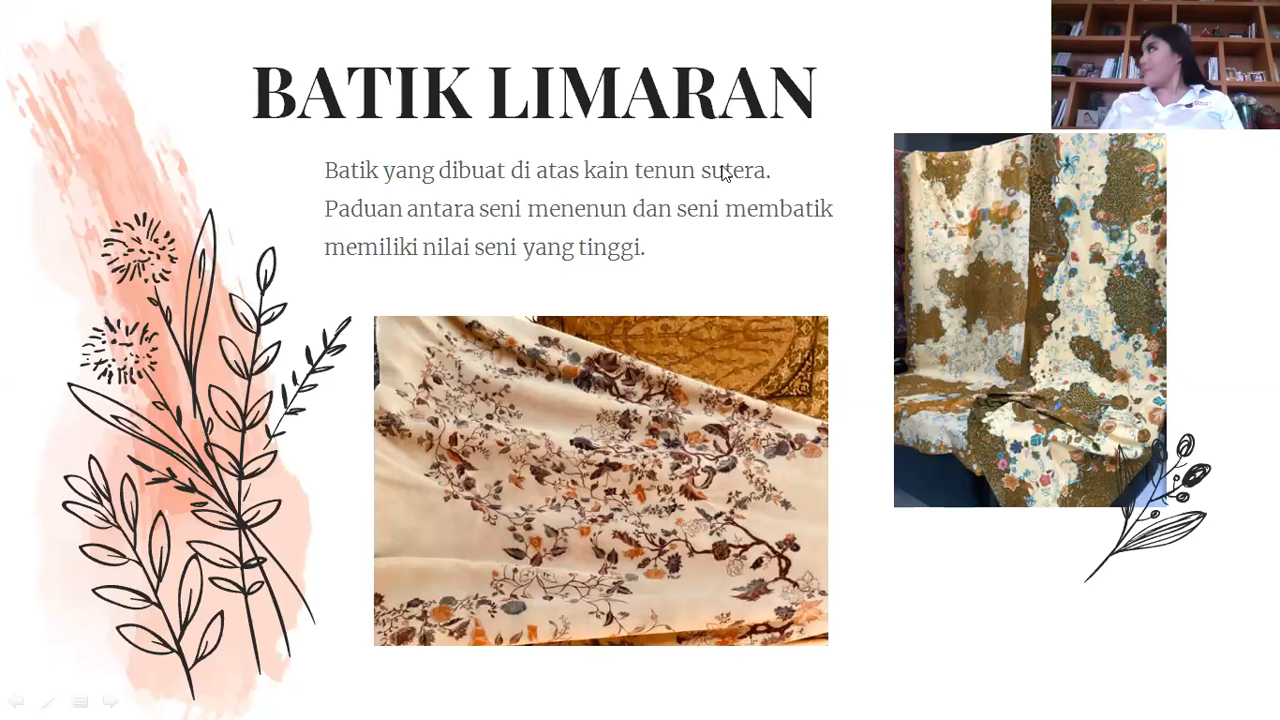 BATIK LIMARAN
Batik yang dibuat di atas kain tenun sutera.
Paduan antara seni menenun dan seni membatik
memiliki nilai seni yang tinggi.